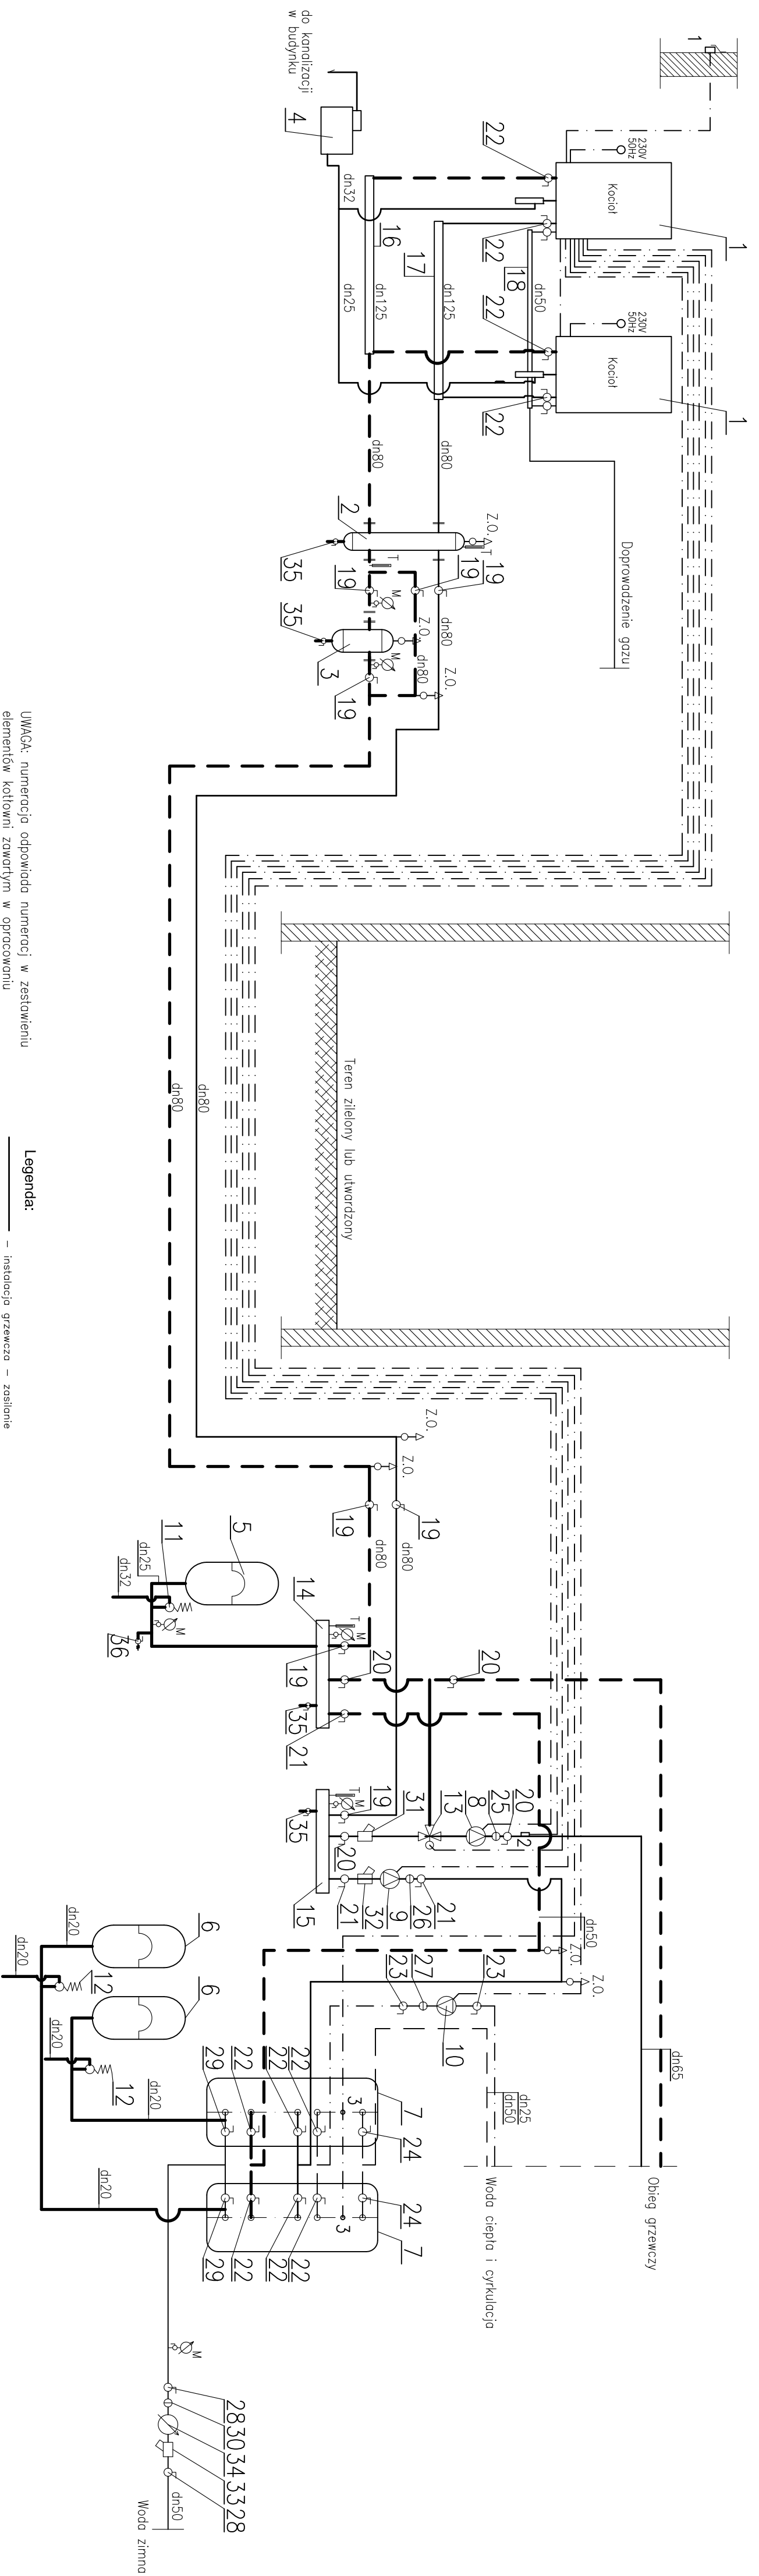 1
230V
50Hz
Kocioł
1
230V
50Hz
Kocioł
1
do kanalizacji
w budynku
4
22
22
22
22
dn32
16
17
18
dn50
dn25
dn125
dn125
dn80
dn80
2
Z.O.
T
T
35
35
19
19
19
M
M
3
Z.O.
dn80
dn80
Z.O.
19
Doprowadzenie gazu
Teren zilelony lub utwardzony
dn80
dn80
Z.O.
Z.O.
19
19
dn80
dn80
5
11
dn25
dn32
M
36
14
T
M
19
20
20
35
21
T
M
19
35
15
20
31
13
8
25
20
2
21
32
9
26
21
dn50
Z.O.
Z.O.
23
27
23
10
dn65
dn25
dn50
6
6
dn20
dn20
12
dn20
12
dn20
dn20
29
22
22
22
3
7
24
29
22
22
22
3
7
24
Obieg grzewczy
Woda ciepła i cyrkulacja
M
28
30
34
33
28
dn50
Woda zimna
UWAGA: numeracja odpowiada numeracj w zestawieniu
elementów kotłowni zawartym w opracowaniu
Legenda:
– instalacja grzewcza – zasilanie